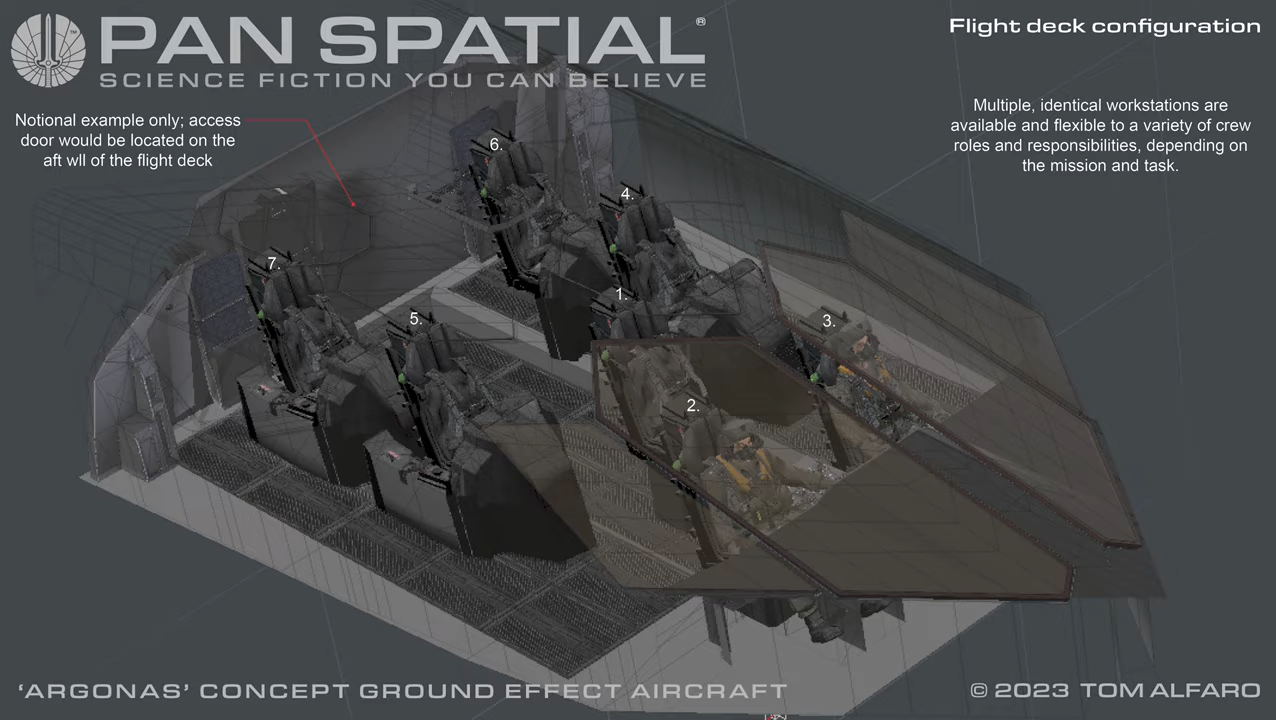 PAN SPATIAL®
SCIENCE FICTION YOU CAN BELIEVE
Flight deck configuration
Notional example only; access
door would be located on the
aft wll of the flight deck
Multiple, identical workstations are
available and flexible to a variety of crew
roles and responsibilities, depending on
the mission and task.
6.
4.
7.
1.
5.
3.
2.
‘ARGONAS’ CONCEPT GROUND EFFECT AIRCRAFT
© 2023 TOM ALFARO